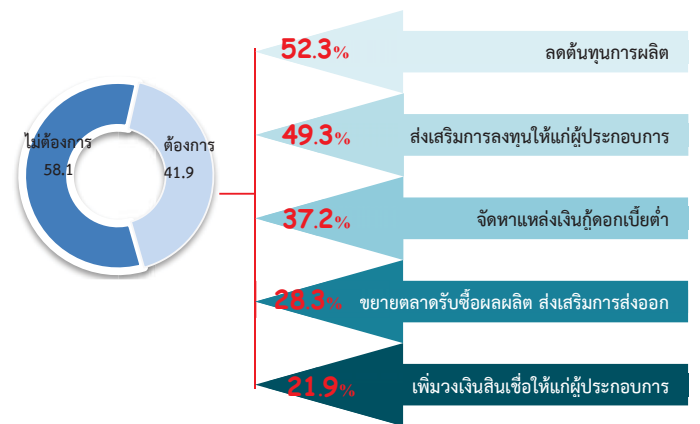 ไม่ต้องการ
58.1
ต้องการ
41.9
52.3% ลดต้นทุนการผลิต
49.3% ส่งเสริมการลงทุนให้แก่ผู้ประกอบการ
37.2% จัดหาแหล่งเงินกู้ดอกเบี้ยต่ำ
28.3% ขยายตลาดรับซื้อผลผลิต ส่งเสริมการส่งออก
21.9% เพิ่มวงเงินสินเชื่อให้แก่ผู้ประกอบการ